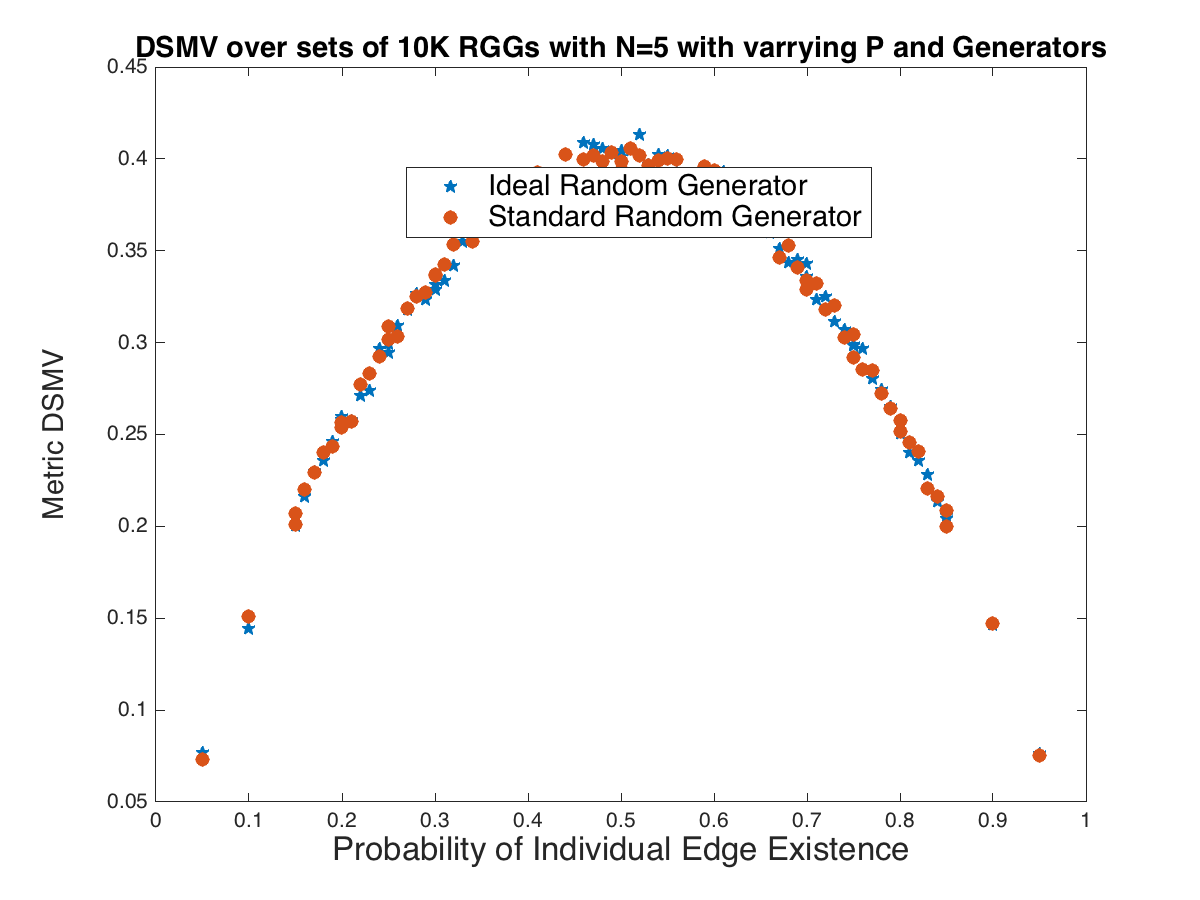 DSMV over sets of 10K RGGs with N=5 with varrying P and Generators
0.45
0.4
0.35
0.3
0.25
0.2
0.15
0.1
0.05
Metric DSMV
Ideal Random Generator
Standard Random Generator
0 0.1 0.2 0.3 0.4 0.5 0.6 0.7 0.8 0.9 1
Probability of Individual Edge Existence